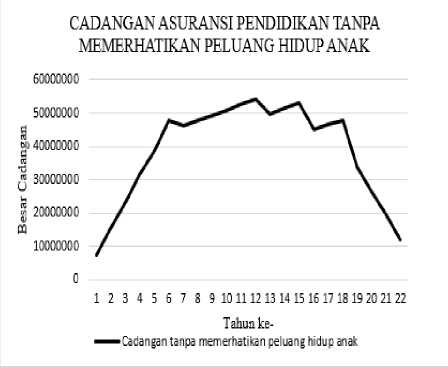 CADANGAN ASURANSI PENDIDIKAN TANPA
MEMERHATIKAN PELUANG HIDUP ANAK
60000000
50000000
40000000
30000000
20000000
10000000
0
Besar Cadangan
1 2 3 4 5 6 7 8 9 10 11 12 13 14 15 16 17 18 19 20 21 22
Tahun ke-
Cadangan tanpa memerhatikan peluang hidup anak